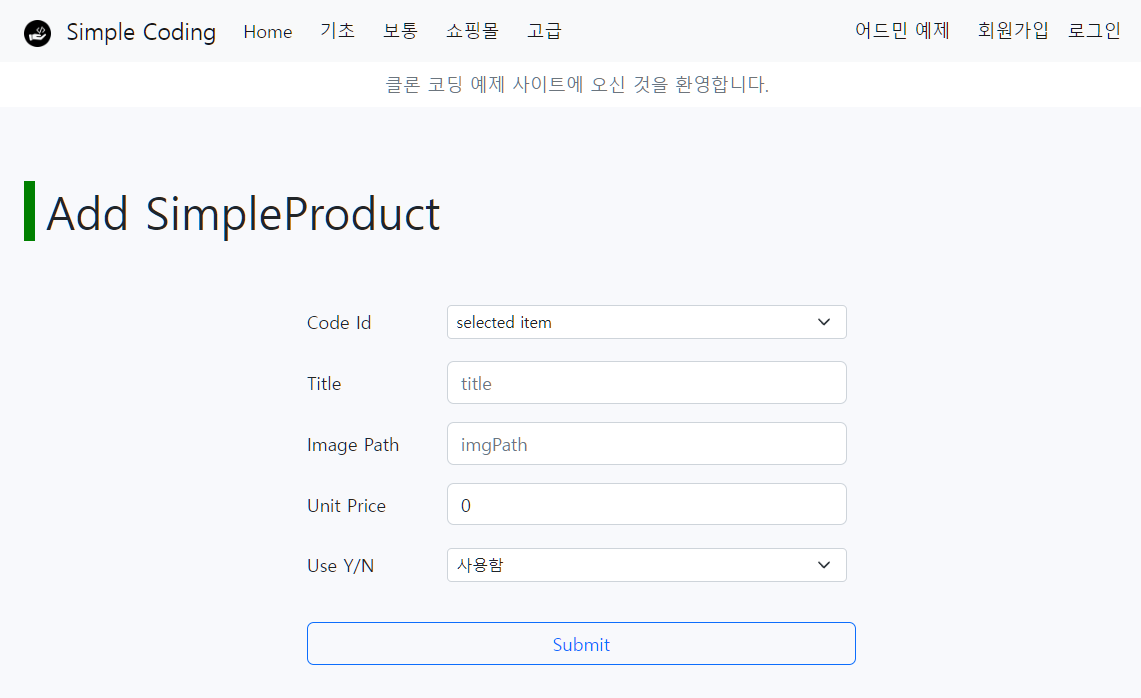 Simple Coding Home 기초 보통 쇼핑몰 고급 어드민 예제 회원가입 로그인
클론 코딩 예제 사이트에 오신 것을 환영합니다.
Add SimpleProduct
Code Id selected item
Title title
Image Path imgPath
Unit Price 0
Use Y/N 사용함
Submit